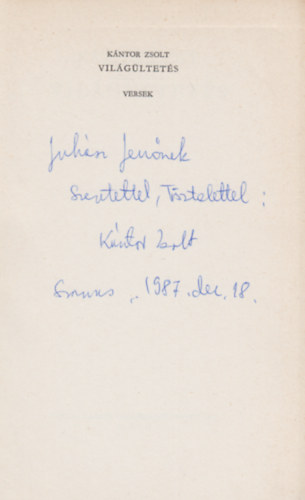 KÁNTOR ZSOLT
VILÁGÜLTETÉS
VERSEK
Juhász Jenőnek
Szeretettel, Tisztelettel :
Kántor Zsolt
1987. dec. 18.